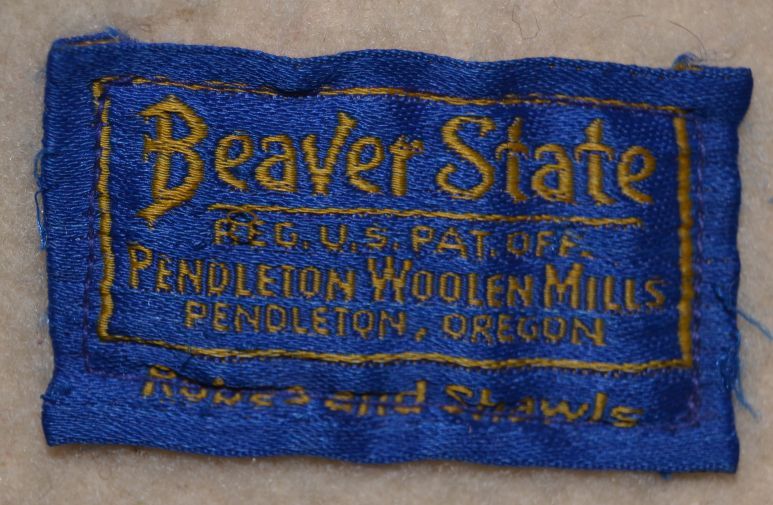 Beaver State
REG. U.S. PAT. OFF.
PENDLETON WOOLEN MILLS
PENDLETON, OREGON
Robes and Shawls